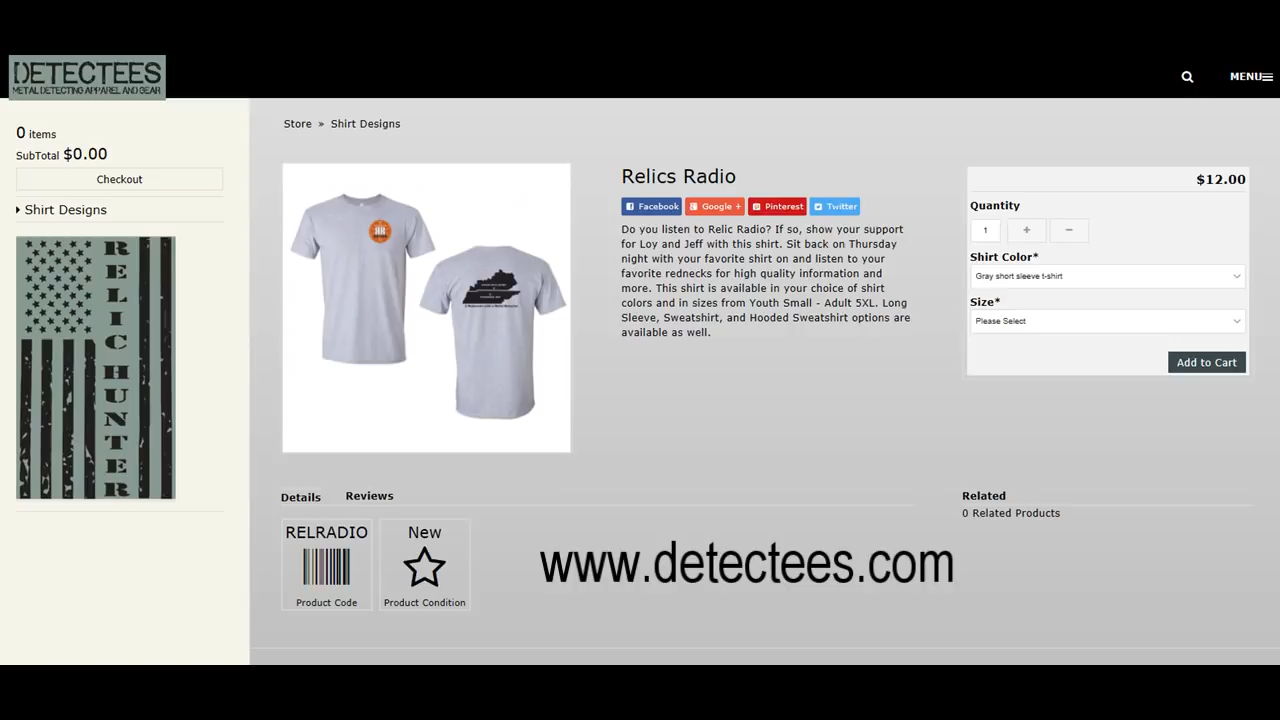 DETECTEES
METAL DETECTING APPAREL AND GEAR
MENU
0 items
SubTotal $0.00
Checkout
Shirt Designs
RELIC HUNTER
Store » Shirt Designs
RR
Relics Radio
Facebook
Google +
Pinterest
Twitter
Do you listen to Relic Radio? If so, show your support
for Loy and Jeff with this shirt. Sit back on Thursday
night with your favorite shirt on and listen to your
favorite rednecks for high quality information and
more. This shirt is available in your choice of shirt
colors and in sizes from Youth Small - Adult 5XL. Long
Sleeve, Sweatshirt, and Hooded Sweatshirt options are
available as well.
$12.00
Quantity
1 + −
Shirt Color*
Gray short sleeve t-shirt
Size*
Please Select
Add to Cart
Details
Reviews
RELRADIO
Product Code
New
Product Condition
Related
0 Related Products
www.detectees.com